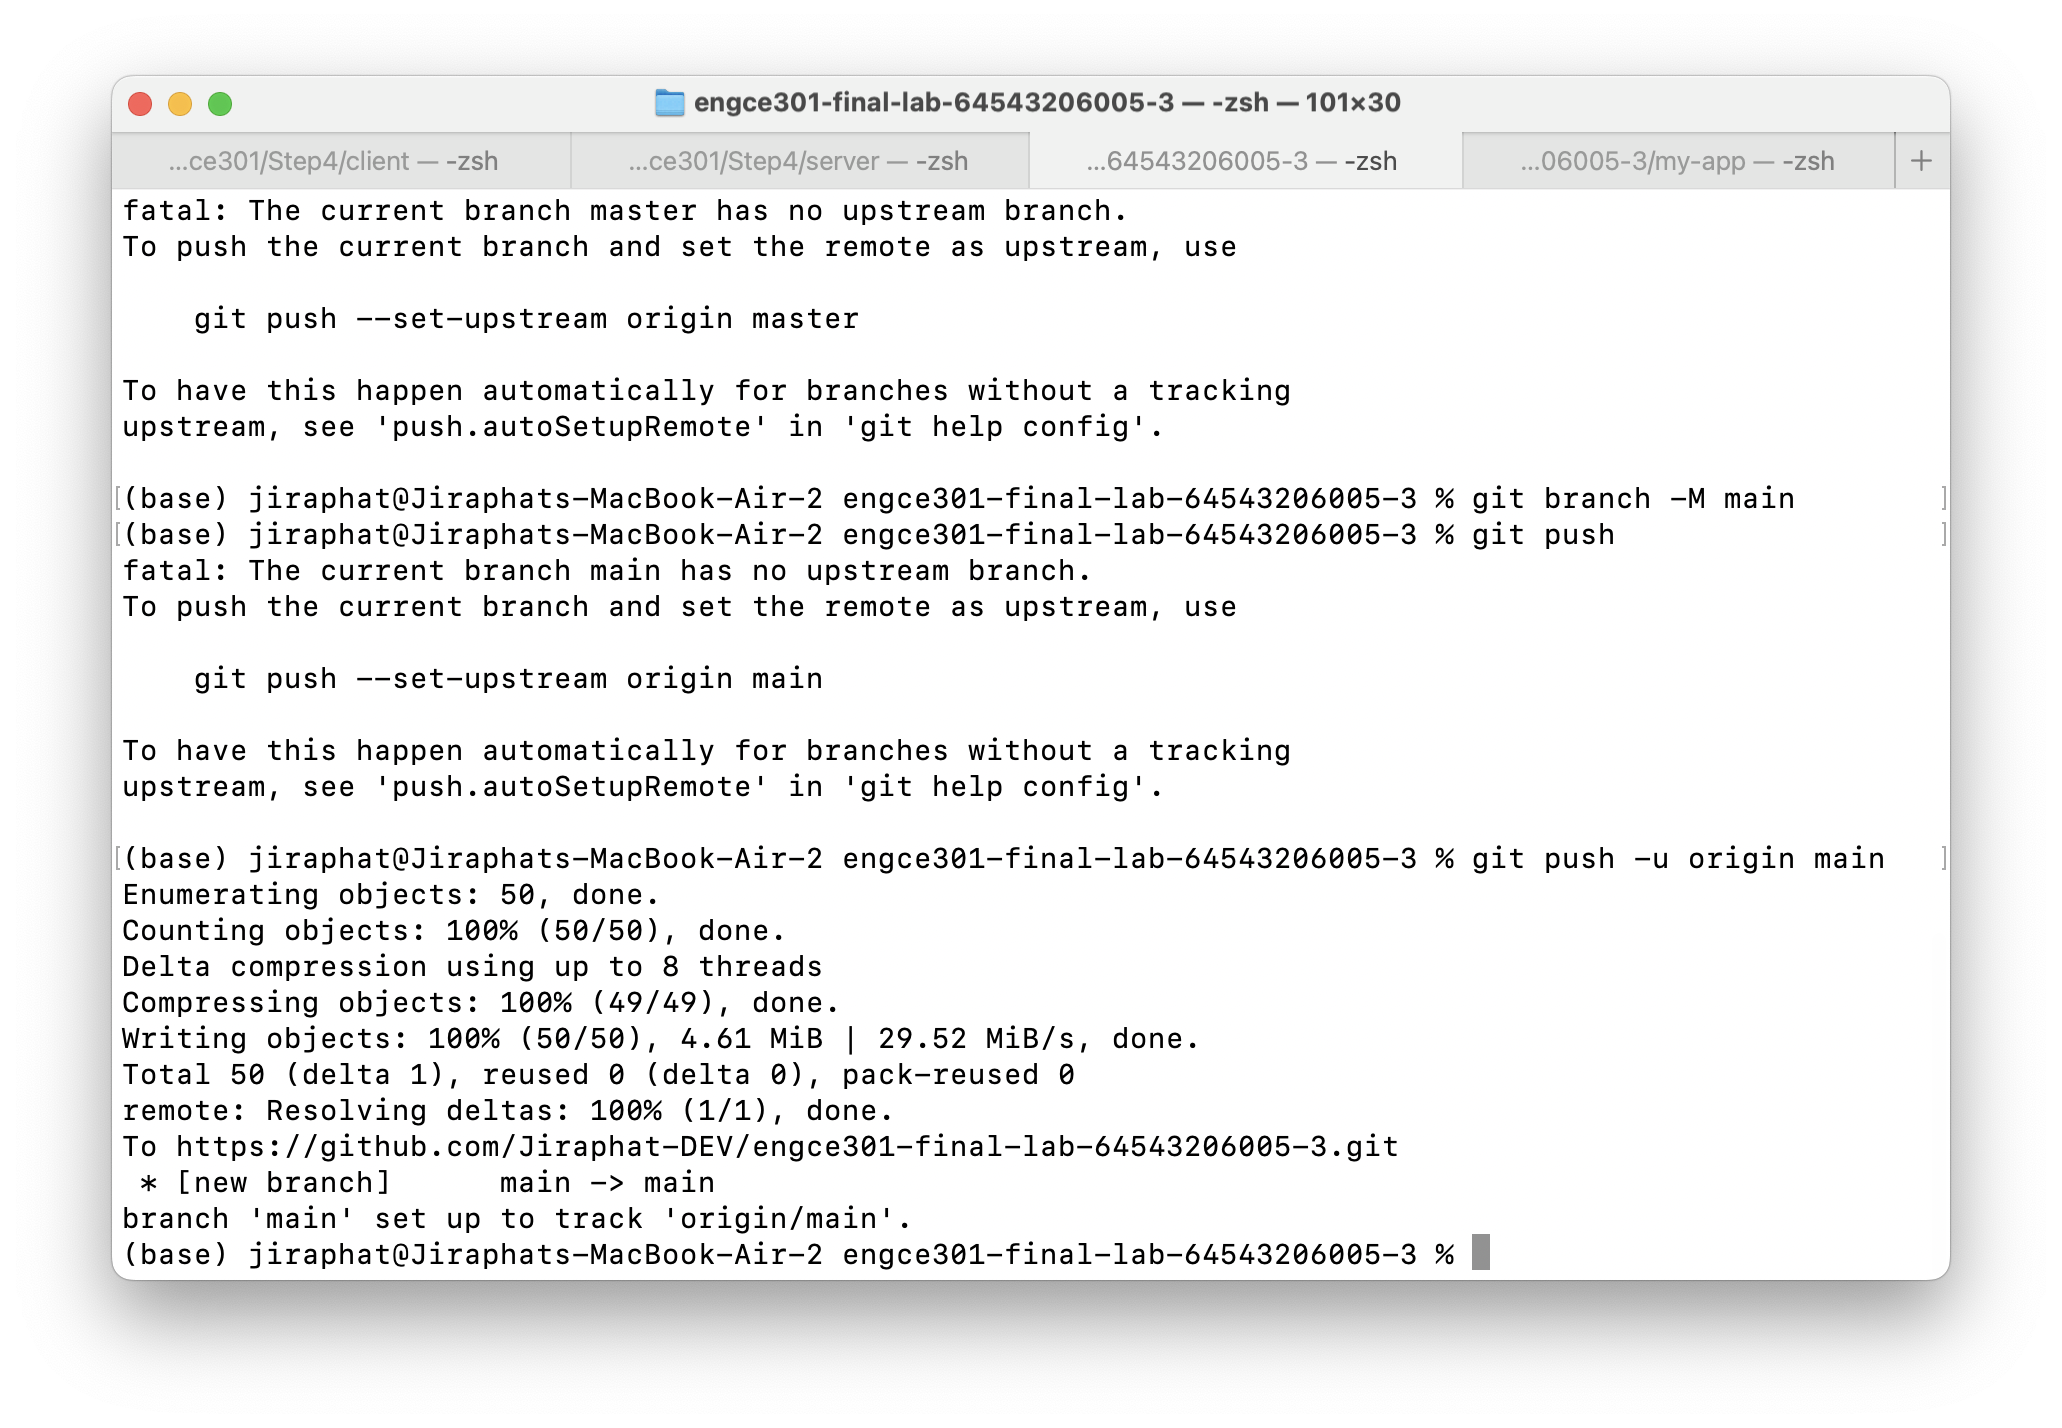 engce301-final-lab-64543206005-3 — -zsh — 101×30
...ce301/Step4/client — -zsh
...ce301/Step4/server — -zsh
...64543206005-3 — -zsh
...06005-3/my-app — -zsh
+
fatal: The current branch master has no upstream branch.
To push the current branch and set the remote as upstream, use
    git push --set-upstream origin master
To have this happen automatically for branches without a tracking
upstream, see 'push.autoSetupRemote' in 'git help config'.
[(base) jiraphat@Jiraphats-MacBook-Air-2 engce301-final-lab-64543206005-3 % git branch -M main ]
[(base) jiraphat@Jiraphats-MacBook-Air-2 engce301-final-lab-64543206005-3 % git push ]
fatal: The current branch main has no upstream branch.
To push the current branch and set the remote as upstream, use
    git push --set-upstream origin main
To have this happen automatically for branches without a tracking
upstream, see 'push.autoSetupRemote' in 'git help config'.
[(base) jiraphat@Jiraphats-MacBook-Air-2 engce301-final-lab-64543206005-3 % git push -u origin main ]
Enumerating objects: 50, done.
Counting objects: 100% (50/50), done.
Delta compression using up to 8 threads
Compressing objects: 100% (49/49), done.
Writing objects: 100% (50/50), 4.61 MiB | 29.52 MiB/s, done.
Total 50 (delta 1), reused 0 (delta 0), pack-reused 0
remote: Resolving deltas: 100% (1/1), done.
To https://github.com/Jiraphat-DEV/engce301-final-lab-64543206005-3.git
 * [new branch]      main -> main
branch 'main' set up to track 'origin/main'.
(base) jiraphat@Jiraphats-MacBook-Air-2 engce301-final-lab-64543206005-3 %